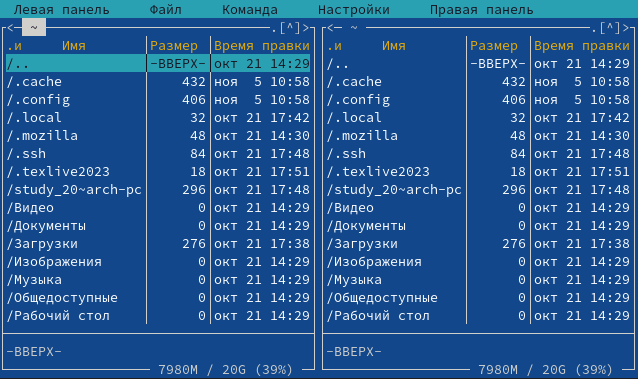 Левая панель Файл Команда Настройки Правая панель
<─ ~ ─.[^]> <─ ~ ─.[^]>
.и Имя Размер Время правки .и Имя Размер Время правки
/.. -ВВЕРХ- окт 21 14:29 /.. -ВВЕРХ- окт 21 14:29
/.cache 432 ноя 5 10:58 /.cache 432 ноя 5 10:58
/.config 406 ноя 5 10:58 /.config 406 ноя 5 10:58
/.local 32 окт 21 17:42 /.local 32 окт 21 17:42
/.mozilla 48 окт 21 14:30 /.mozilla 48 окт 21 14:30
/.ssh 84 окт 21 17:48 /.ssh 84 окт 21 17:48
/.texlive2023 18 окт 21 17:51 /.texlive2023 18 окт 21 17:51
/study_20~arch-pc 296 окт 21 17:48 /study_20~arch-pc 296 окт 21 17:48
/Видео 0 окт 21 14:29 /Видео 0 окт 21 14:29
/Документы 0 окт 21 14:29 /Документы 0 окт 21 14:29
/Загрузки 276 окт 21 17:38 /Загрузки 276 окт 21 17:38
/Изображения 0 окт 21 14:29 /Изображения 0 окт 21 14:29
/Музыка 0 окт 21 14:29 /Музыка 0 окт 21 14:29
/Общедоступные 0 окт 21 14:29 /Общедоступные 0 окт 21 14:29
/Рабочий стол 0 окт 21 14:29 /Рабочий стол 0 окт 21 14:29
-ВВЕРХ- -ВВЕРХ-
7980M / 20G (39%) 7980M / 20G (39%)